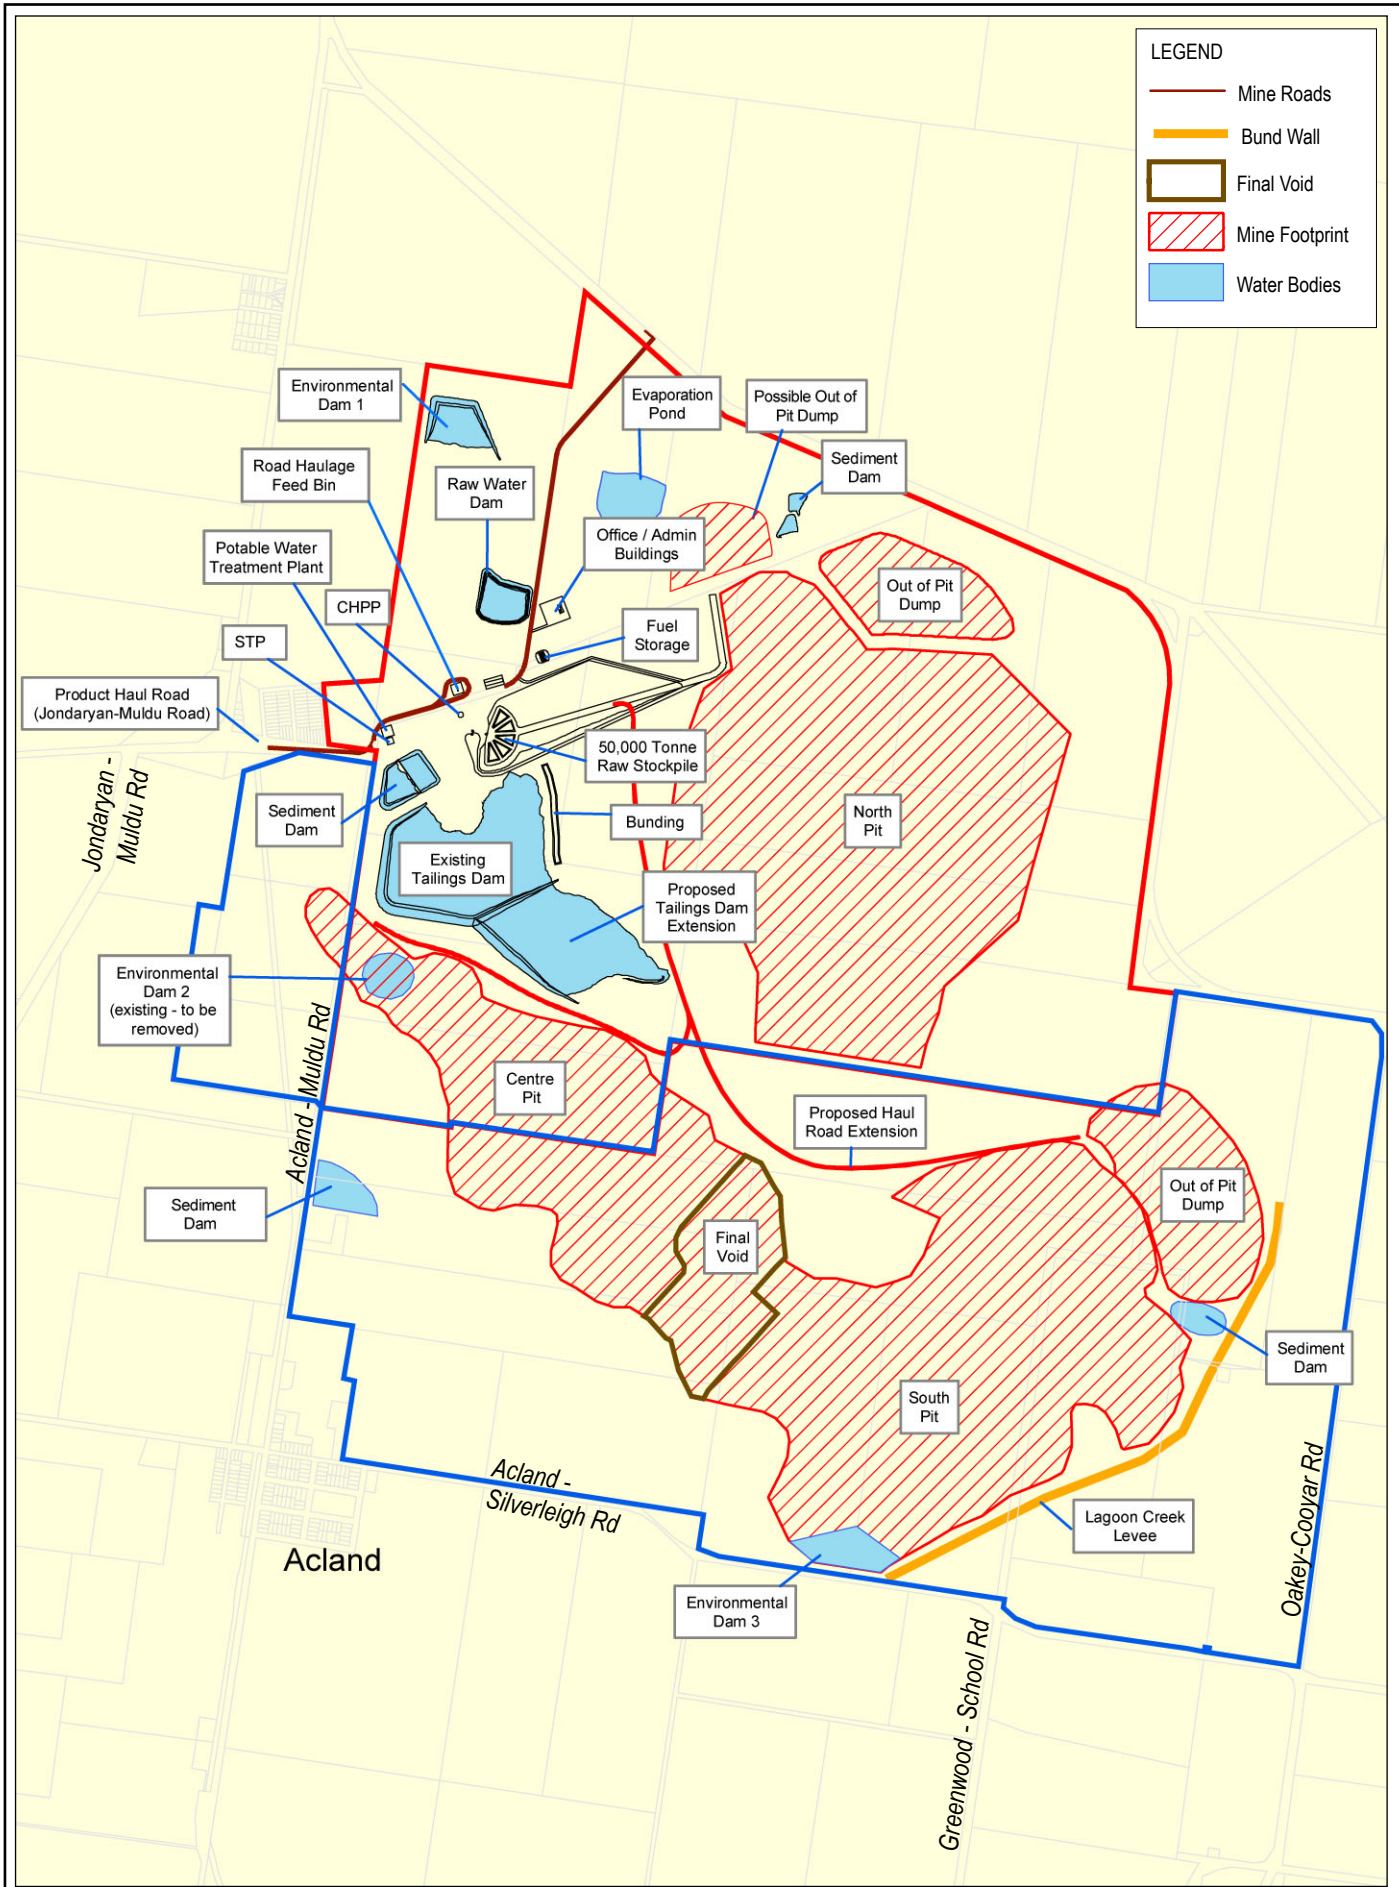 LEGEND
Mine Roads
Bund Wall
Final Void
Mine Footprint
Water Bodies
Environmental
Dam 1
Evaporation
Pond
Possible Out of
Pit Dump
Road Haulage
Feed Bin
Raw Water
Dam
Sediment
Dam
Potable Water
Treatment Plant
Office / Admin
Buildings
Out of Pit
Dump
CHPP
STP
Fuel
Storage
Product Haul Road
(Jondaryan-Muldu Road)
50,000 Tonne
Raw Stockpile
Jondaryan -
Muldu Rd
Sediment
Dam
Bunding
North
Pit
Existing
Tailings Dam
Proposed
Tailings Dam
Extension
Environmental
Dam 2
(existing - to be
removed)
Acland - Muldu Rd
Centre
Pit
Proposed Haul
Road Extension
Sediment
Dam
Out of Pit
Dump
Final
Void
Sediment
Dam
South
Pit
Acland -
Silverleigh Rd
Oakey-Cooyar Rd
Lagoon Creek
Levee
Acland
Environmental
Dam 3
Greenwood - School Rd